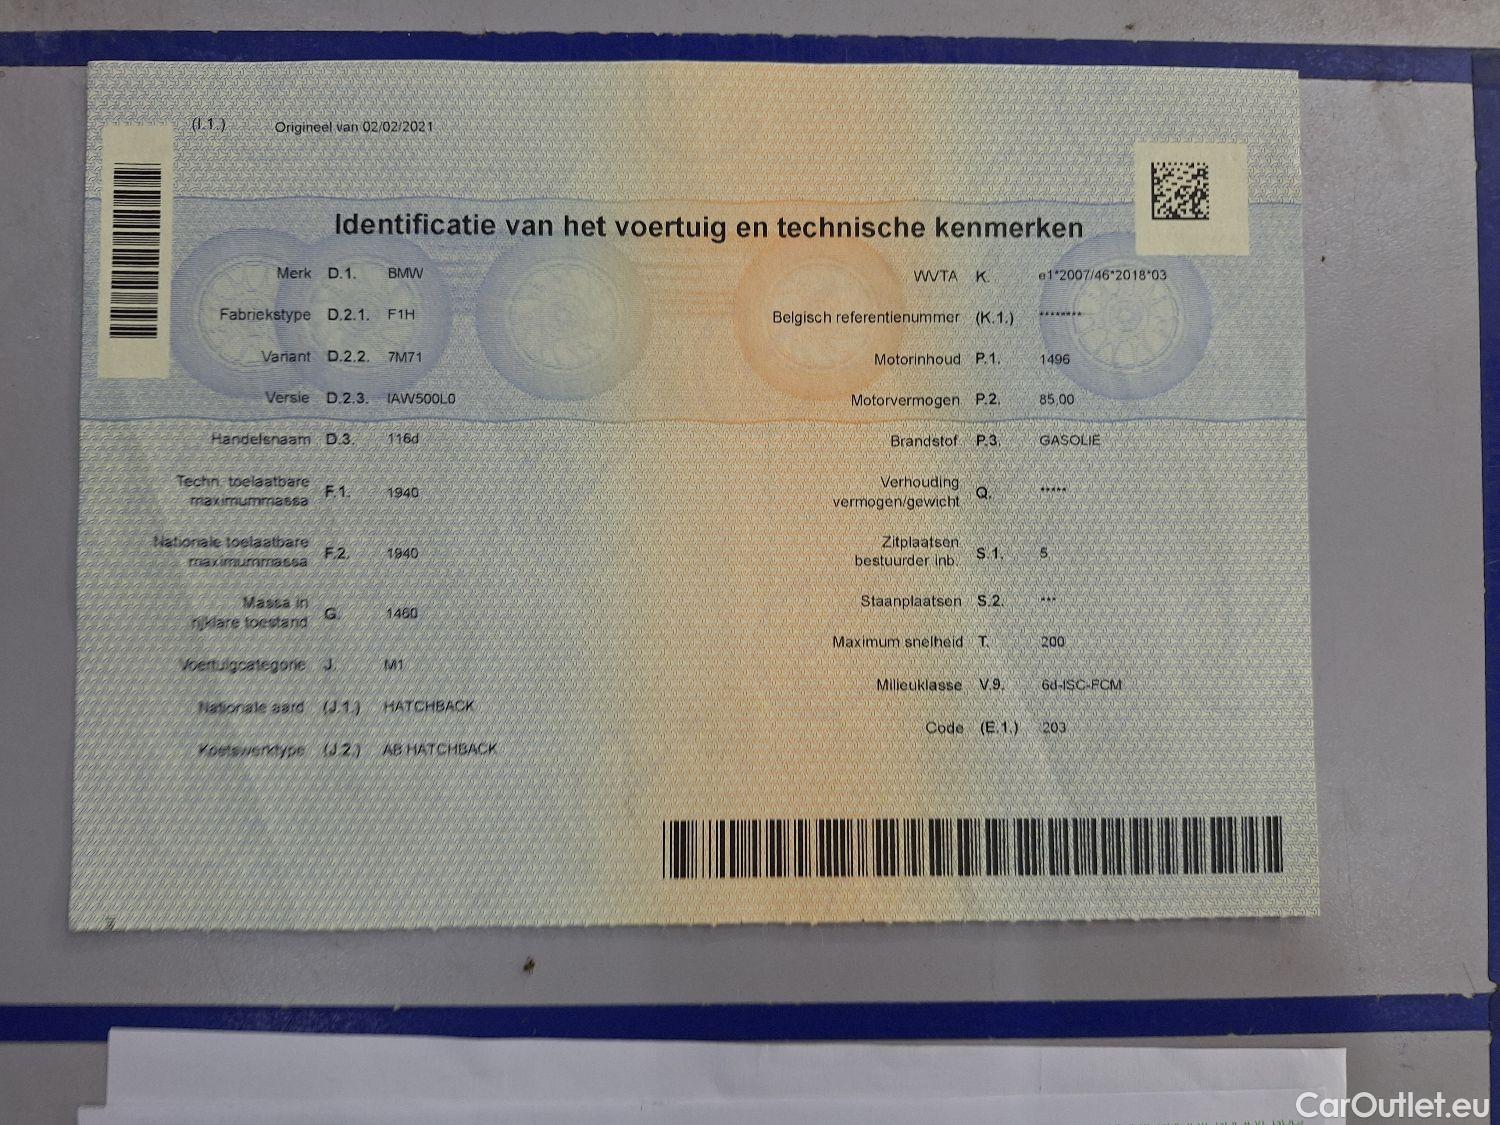 (I.1.) Origineel van 02/02/2021
Identificatie van het voertuig en technische kenmerken
Merk D.1. BMW
Fabriekstype D.2.1. F1H
Variant D.2.2. 7M71
Versie D.2.3. IAW500L0
Handelsnaam D.3. 116d
Techn. toelaatbare
maximummassa F.1. 1940
Nationale toelaatbare
maximummassa F.2. 1940
Massa in
rijklare toestand G. 1460
Voertuigcategorie J. M1
Nationale aard (J.1.) HATCHBACK
Koetswerktype (J.2.) AB HATCHBACK
WVTA K. e1*2007/46*2018*03
Belgisch referentienummer (K.1.) ********
Motorinhoud P.1. 1496
Motorvermogen P.2. 85,00
Brandstof P.3. GASOLIE
Verhouding
vermogen/gewicht Q. *****
Zitplaatsen
bestuurder inb. S.1. 5
Staanplaatsen S.2. ***
Maximum snelheid T. 200
Milieuklasse V.9. 6d-ISC-FCM
Code (E.1.) 203
CarOutlet.eu